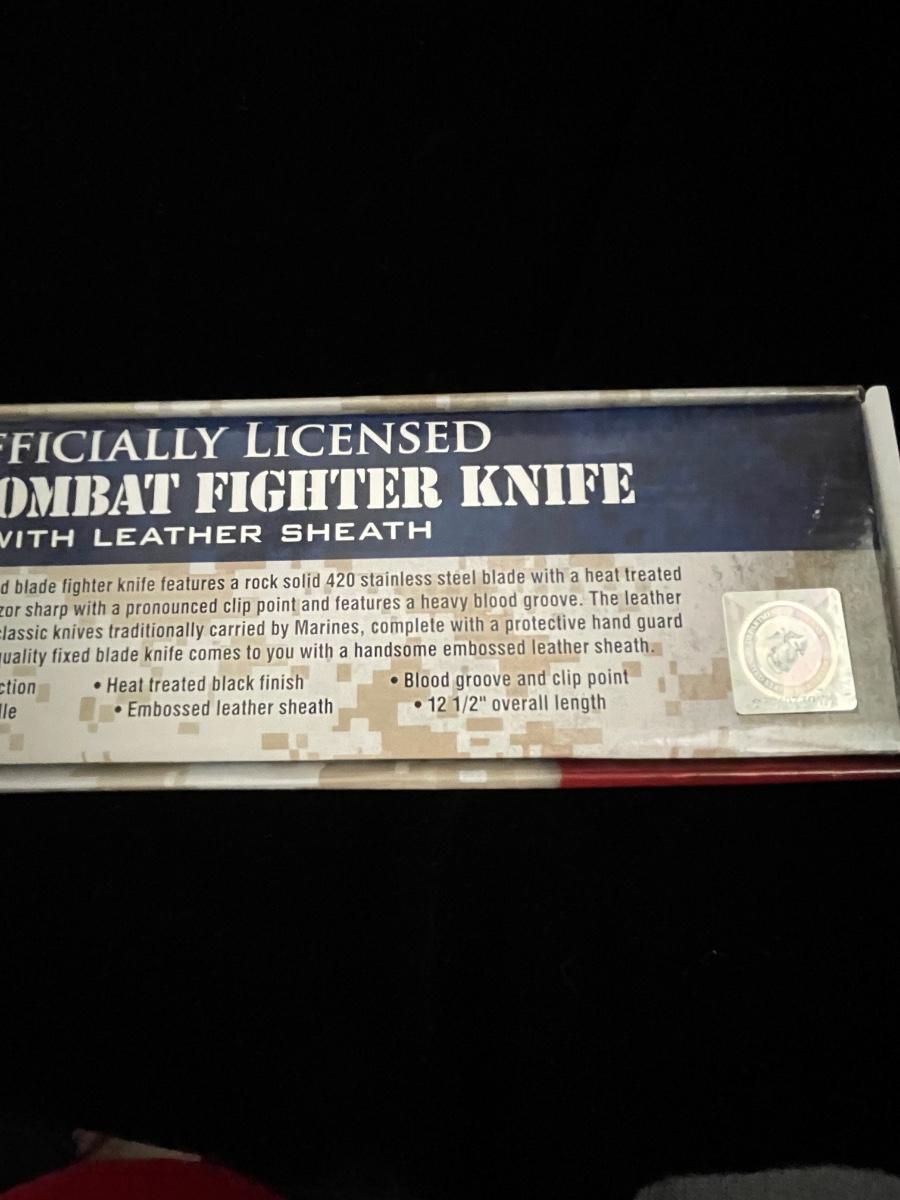 FFICIALLY LICENSED
OMBAT FIGHTER KNIFE
WITH LEATHER SHEATH
d blade fighter knife features a rock solid 420 stainless steel blade with a heat treated
zor sharp with a pronounced clip point and features a heavy blood groove. The leather
classic knives traditionally carried by Marines, complete with a protective hand guard
uality fixed blade knife comes to you with a handsome embossed leather sheath.
ction • Heat treated black finish • Blood groove and clip point
lle • Embossed leather sheath • 12 1/2" overall length